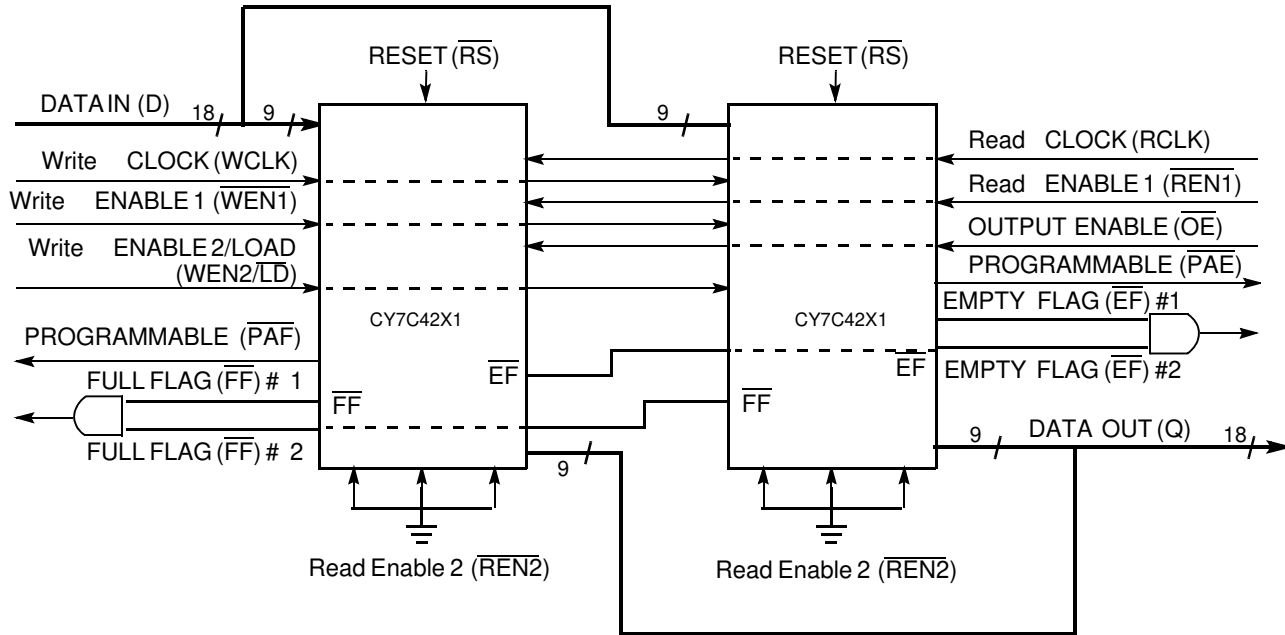 RESET (RS)
RESET (RS)
DATA IN (D)
18
9
9
Write CLOCK (WCLK)
Read CLOCK (RCLK)
Write ENABLE 1 (WEN1)
Read ENABLE 1 (REN1)
Write ENABLE 2/LOAD
(WEN2/LD)
OUTPUT ENABLE (OE)
PROGRAMMABLE (PAE)
EMPTY FLAG (EF) #1
CY7C42X1
CY7C42X1
PROGRAMMABLE (PAF)
EF
EF
EMPTY FLAG (EF) #2
FULL FLAG (FF) # 1
FF
FF
FULL FLAG (FF) # 2
9
9
DATA OUT (Q)
18
Read Enable 2 (REN2)
Read Enable 2 (REN2)